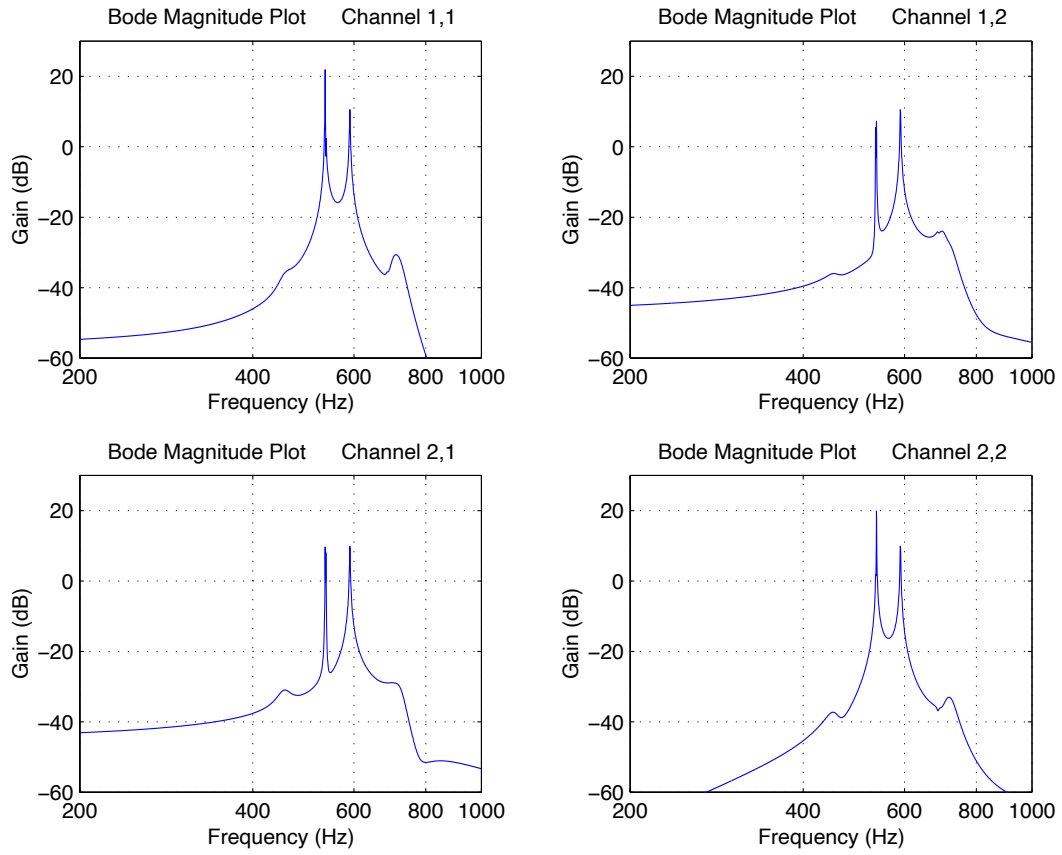 Bode Magnitude Plot Channel 1,1
20
0
−20
−40
−60
Gain (dB)
200 400 600 800 1000
Frequency (Hz)
Bode Magnitude Plot Channel 1,2
20
0
−20
−40
−60
Gain (dB)
200 400 600 800 1000
Frequency (Hz)
Bode Magnitude Plot Channel 2,1
20
0
−20
−40
−60
Gain (dB)
200 400 600 800 1000
Frequency (Hz)
Bode Magnitude Plot Channel 2,2
20
0
−20
−40
−60
Gain (dB)
200 400 600 800 1000
Frequency (Hz)